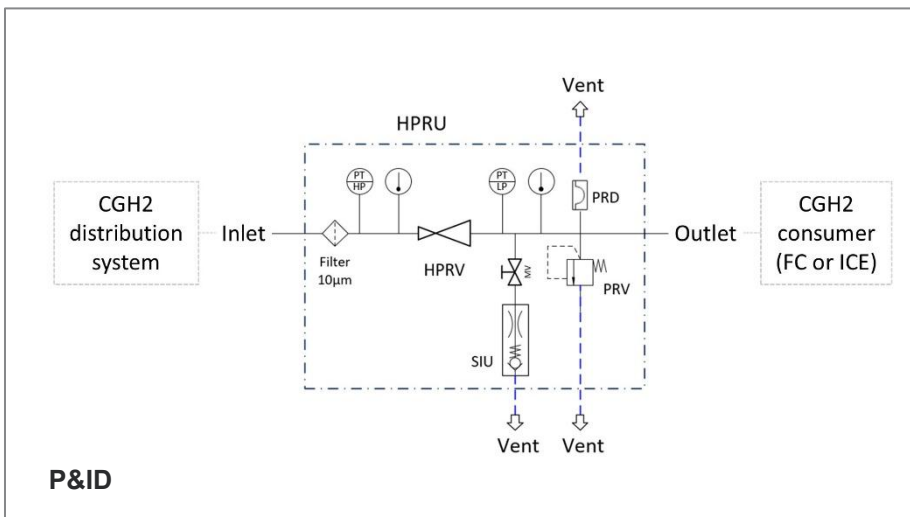 Vent
HPRU
PT
HP
PT
LP
PRD
CGH2
distribution
system
Inlet
Outlet
CGH2
consumer
(FC or ICE)
Filter
10µm
HPRV
MV
PRV
SIU
Vent
Vent
P&ID